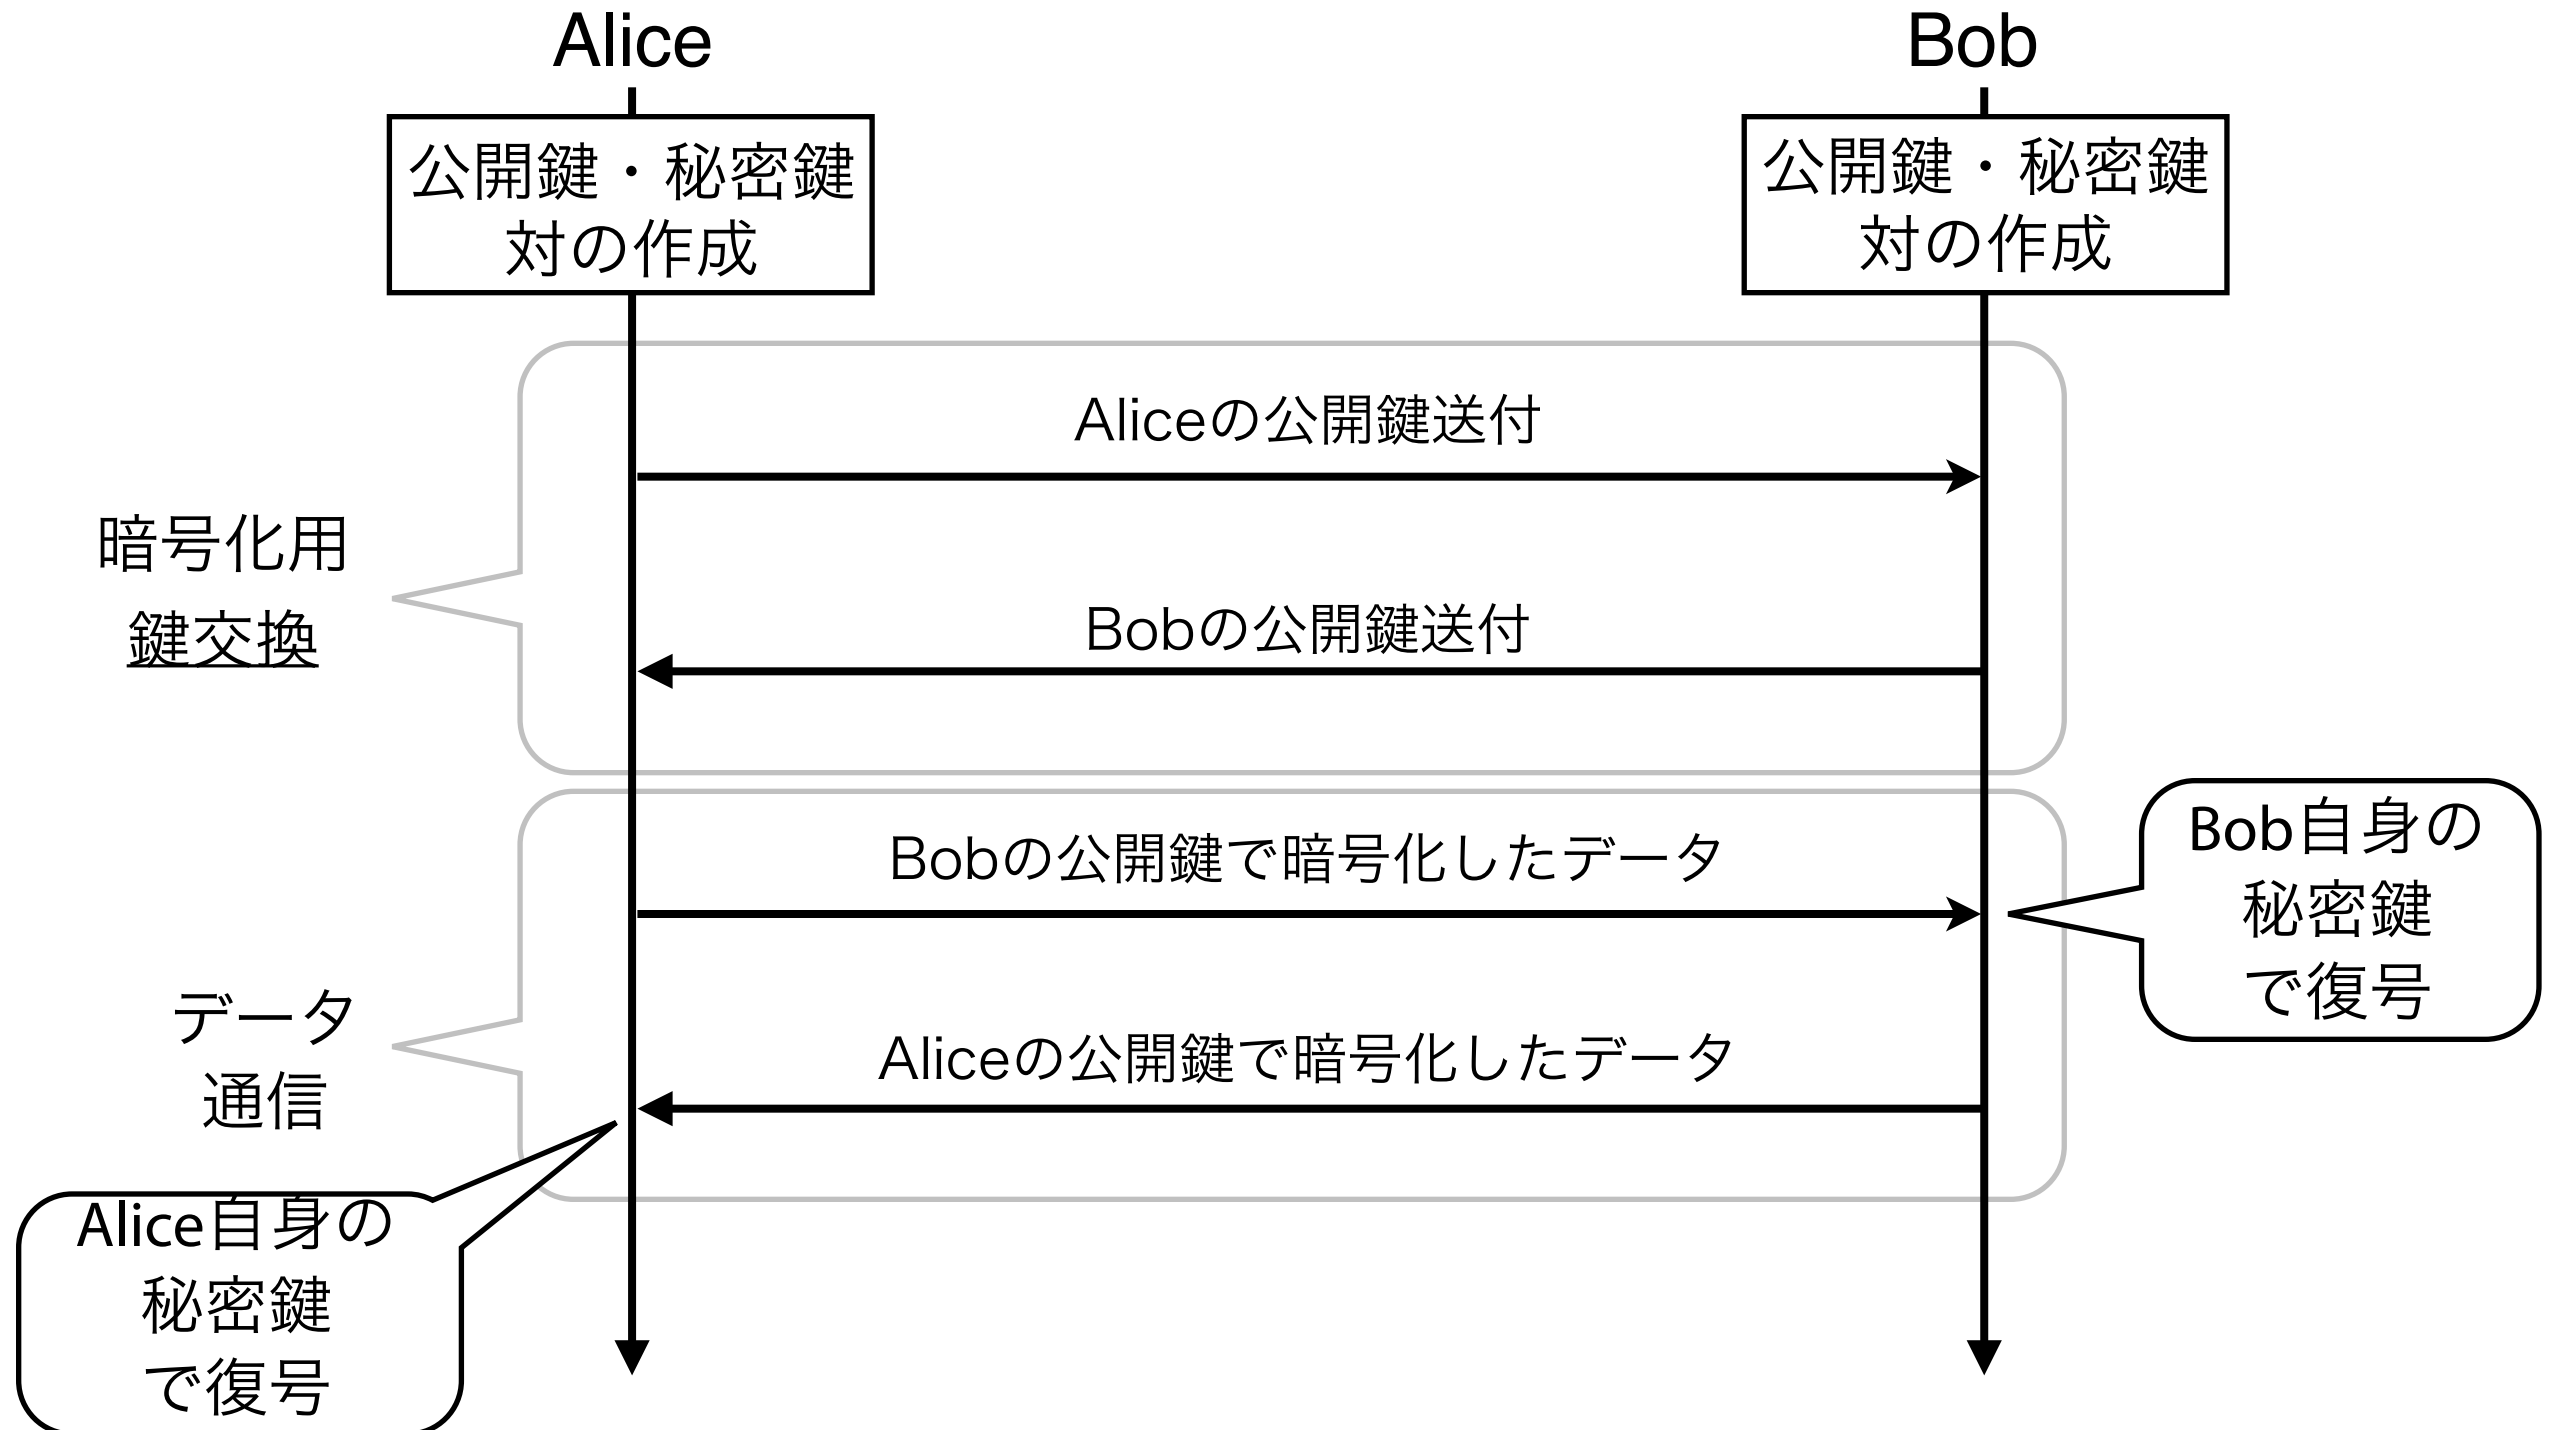 Alice
Bob
公開鍵・秘密鍵
対の作成
公開鍵・秘密鍵
対の作成
Aliceの公開鍵送付
暗号化用
鍵交換
Bobの公開鍵送付
Bobの公開鍵で暗号化したデータ
Bob自身の
秘密鍵
で復号
データ
通信
Aliceの公開鍵で暗号化したデータ
Alice自身の
秘密鍵
で復号